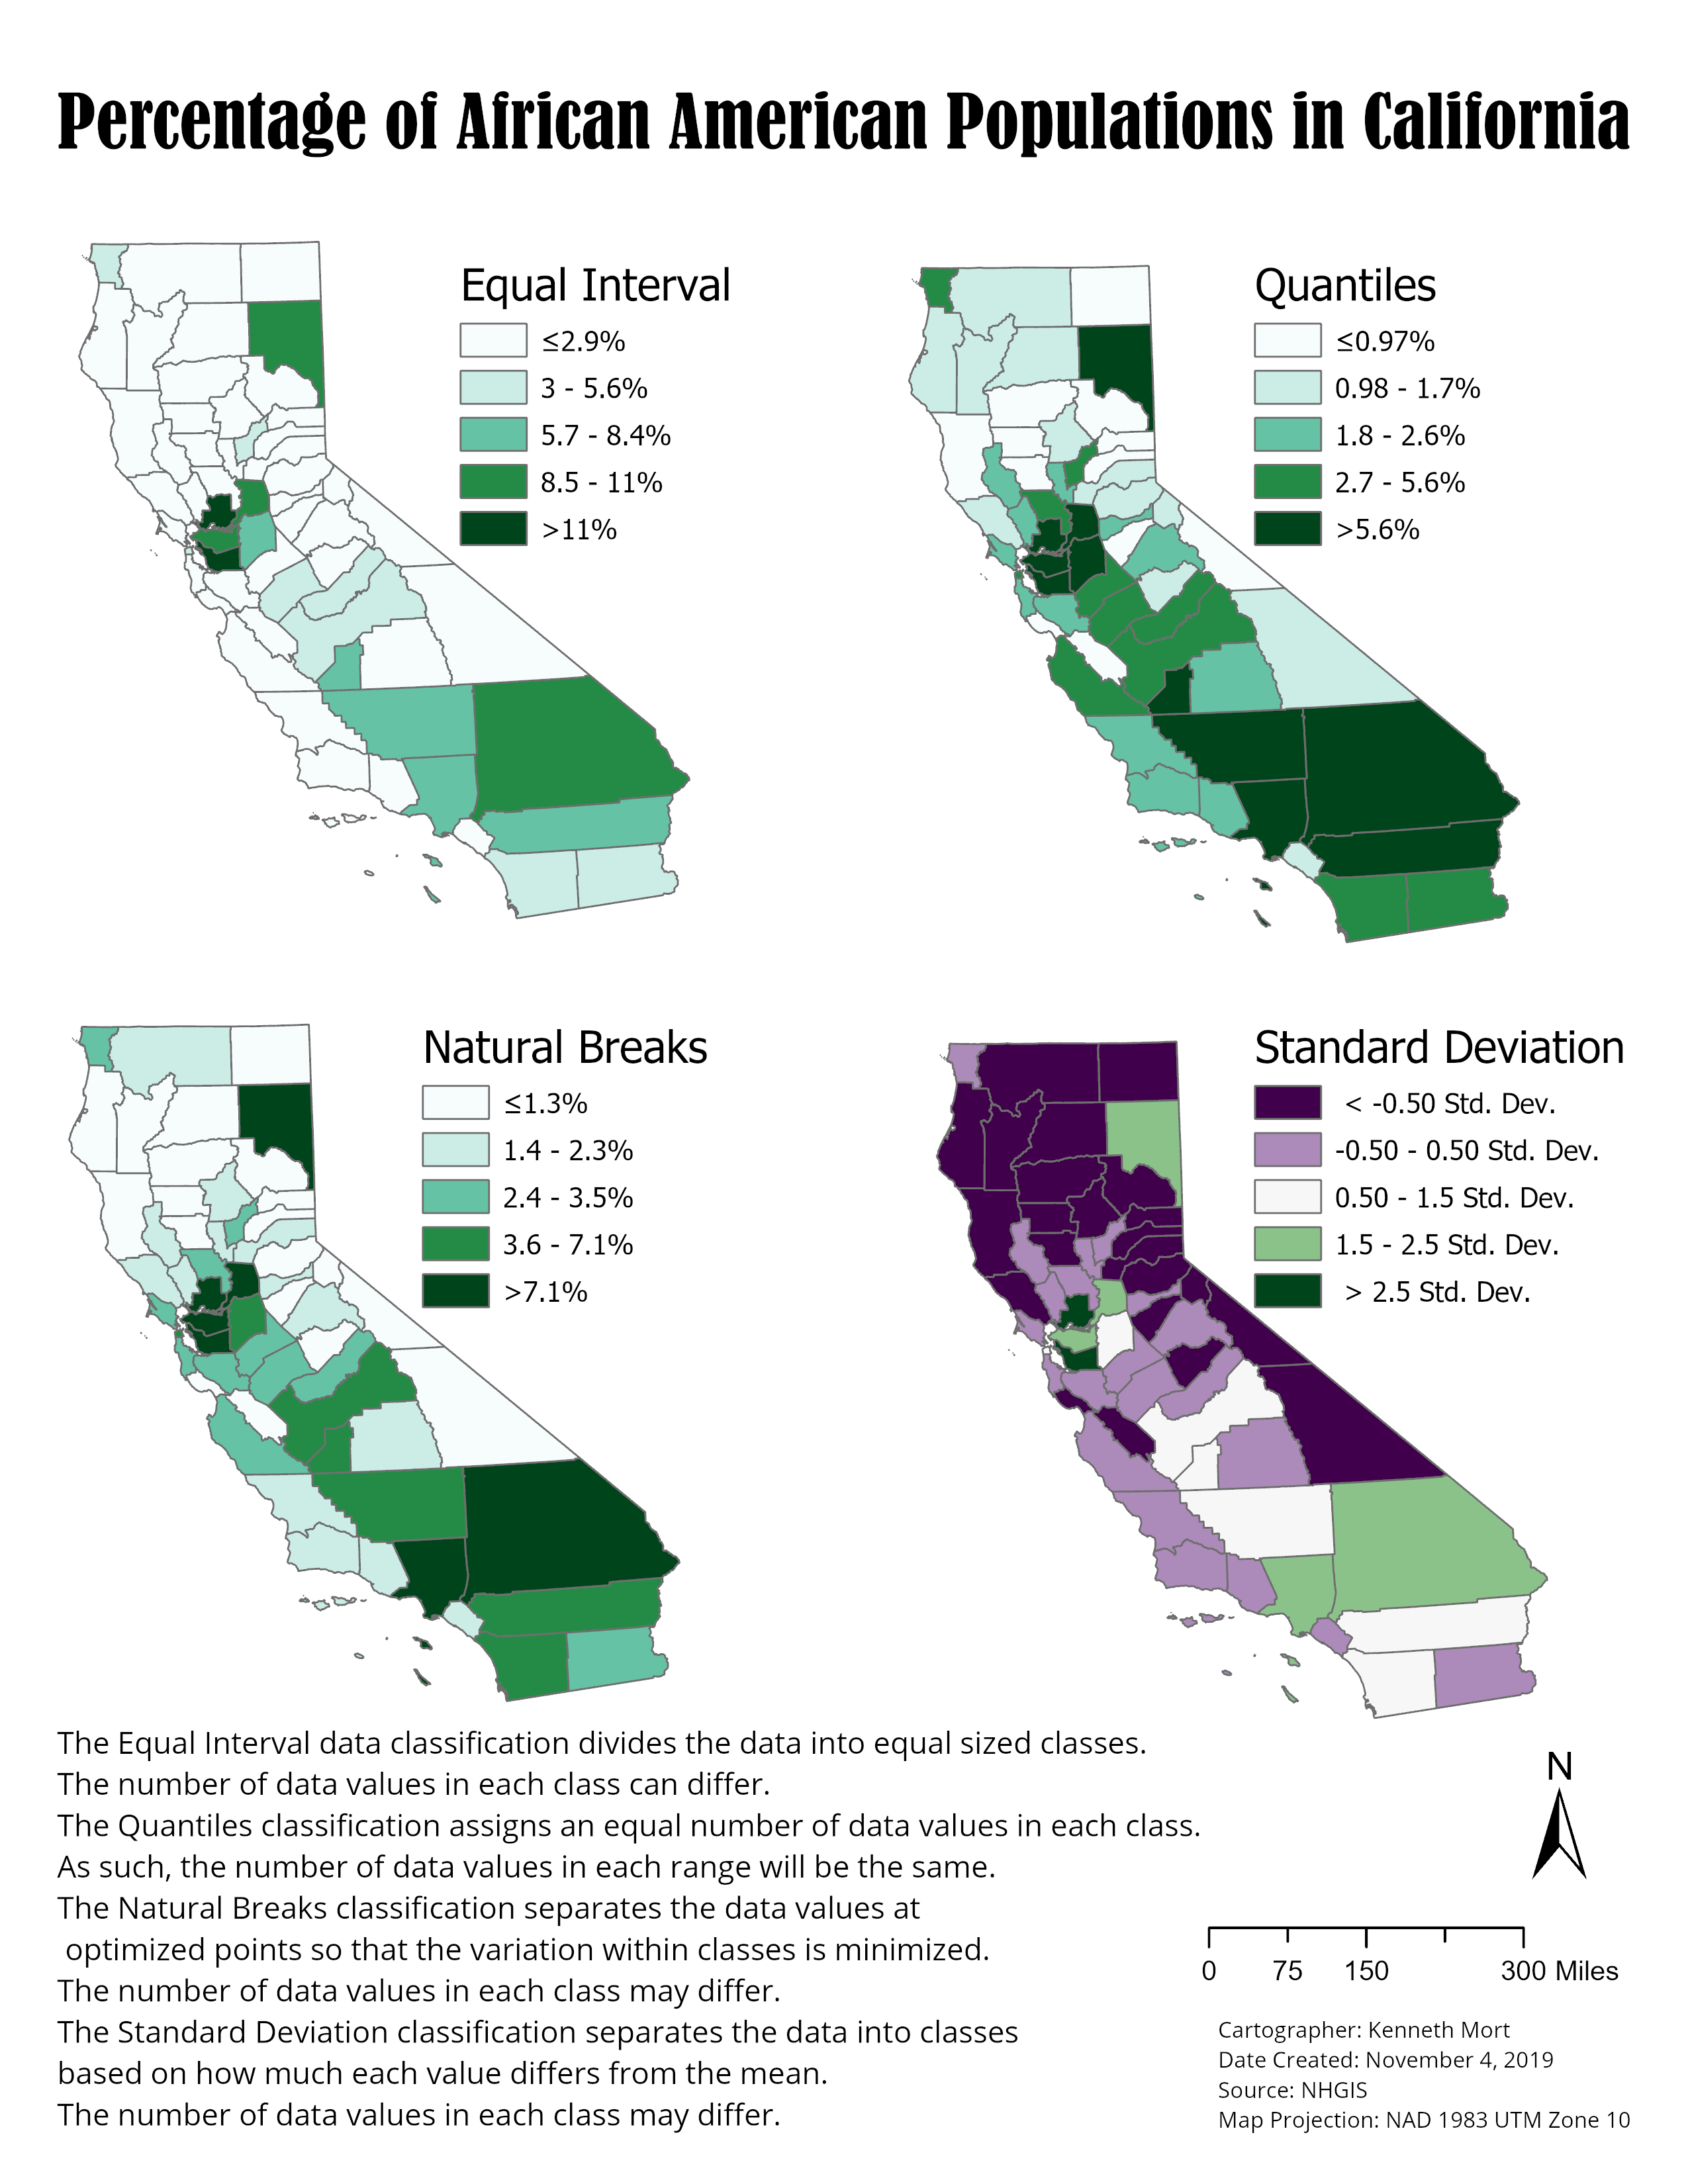 Percentage of African American Populations in California
Equal Interval
≤2.9%
3 - 5.6%
5.7 - 8.4%
8.5 - 11%
>11%
Quantiles
≤0.97%
0.98 - 1.7%
1.8 - 2.6%
2.7 - 5.6%
>5.6%
Natural Breaks
≤1.3%
1.4 - 2.3%
2.4 - 3.5%
3.6 - 7.1%
>7.1%
Standard Deviation
< -0.50 Std. Dev.
-0.50 - 0.50 Std. Dev.
0.50 - 1.5 Std. Dev.
1.5 - 2.5 Std. Dev.
> 2.5 Std. Dev.
The Equal Interval data classification divides the data into equal sized classes.
The number of data values in each class can differ.
The Quantiles classification assigns an equal number of data values in each class.
As such, the number of data values in each range will be the same.
The Natural Breaks classification separates the data values at
optimized points so that the variation within classes is minimized.
The number of data values in each class may differ.
The Standard Deviation classification separates the data into classes
based on how much each value differs from the mean.
The number of data values in each class may differ.
N
0 75 150 300 Miles
Cartographer: Kenneth Mort
Date Created: November 4, 2019
Source: NHGIS
Map Projection: NAD 1983 UTM Zone 10